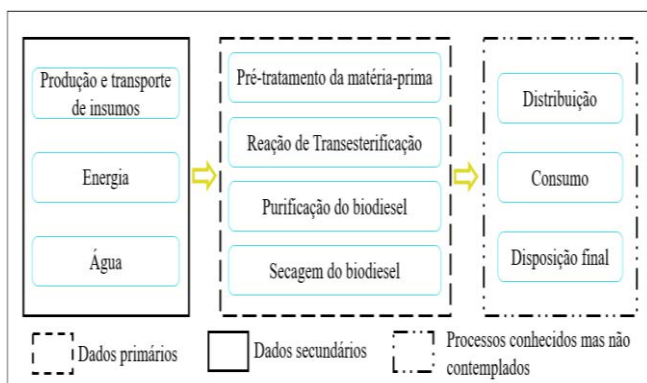 Produção e transporte
de insumos
Energia
Água
Pré-tratamento da matéria-prima
Reação de Transesterificação
Purificação do biodiesel
Secagem do biodiesel
Distribuição
Consumo
Disposição final
Dados primários
Dados secundários
Processos conhecidos mas não
contemplados